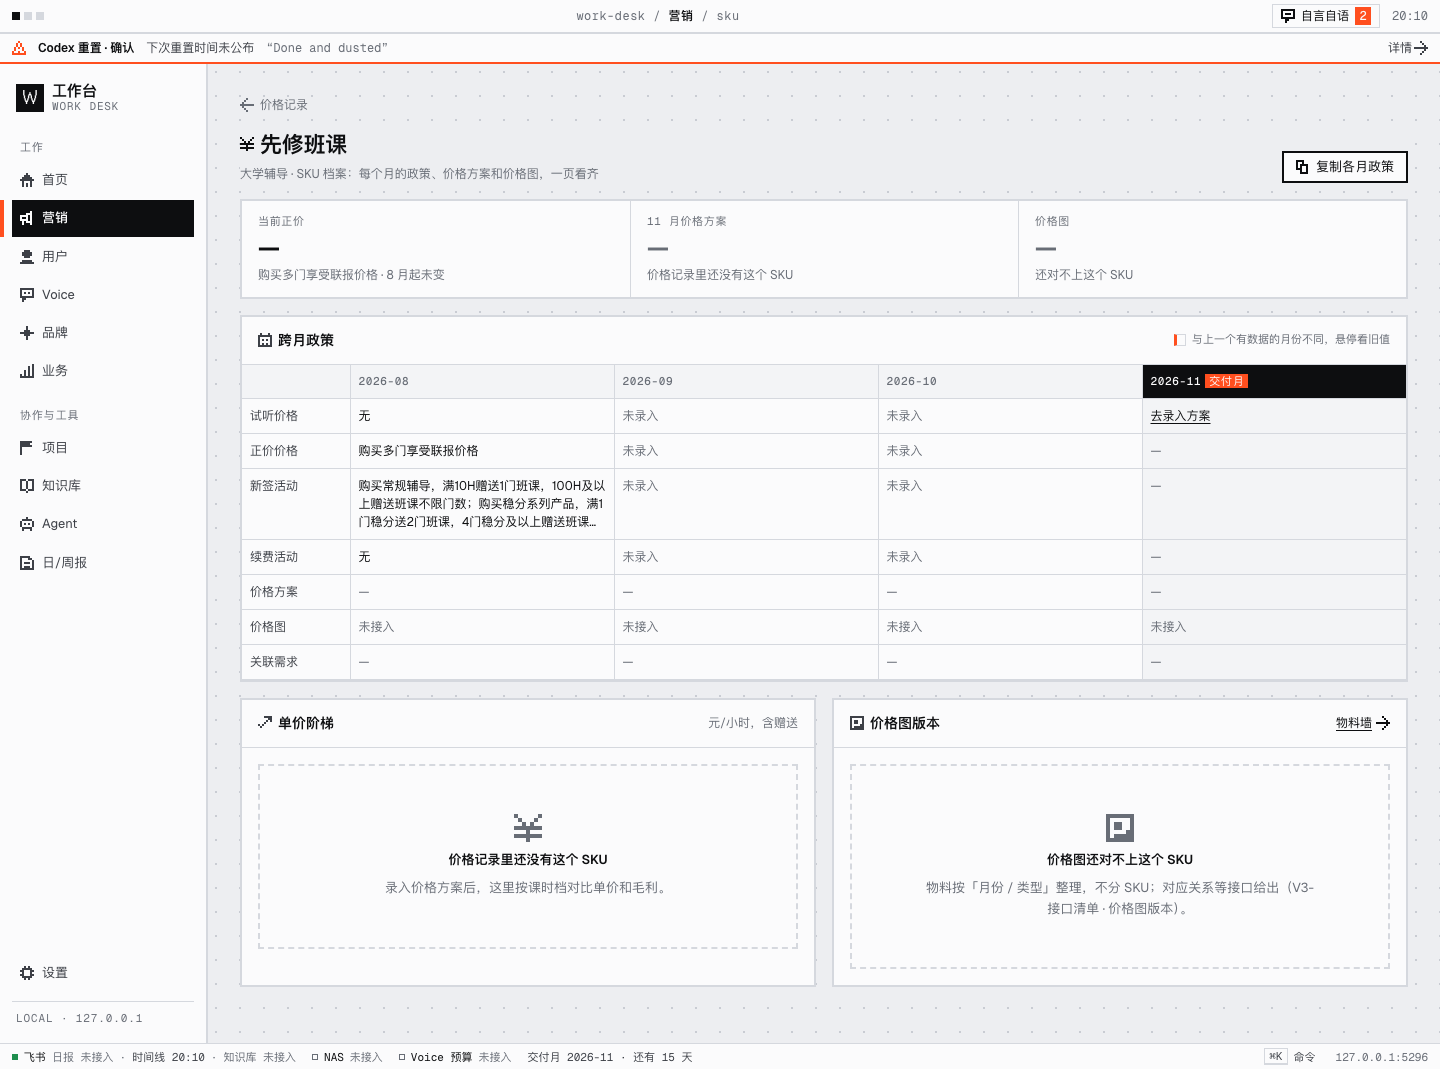 work-desk / 营销 / sku
自言自语 2
20:10
Codex 重置 · 确认 下次重置时间未公布 “Done and dusted”
详情
W 工作台
WORK DESK
工作
首页
营销
用户
Voice
品牌
业务
协作与工具
项目
知识库
Agent
日/周报
设置
LOCAL · 127.0.0.1
价格记录
先修班课
大学辅导 · SKU 档案：每个月的政策、价格方案和价格图，一页看齐
复制各月政策
当前正价
—
购买多门享受联报价格 · 8 月起未变
11 月价格方案
—
价格记录里还没有这个 SKU
价格图
—
还对不上这个 SKU
跨月政策
与上一个有数据的月份不同，悬停看旧值
2026-08 2026-09 2026-10 2026-11 交付月
试听价格 无 未录入 未录入 去录入方案
正价价格 购买多门享受联报价格 未录入 未录入 —
新签活动 购买常规辅导，满10H赠送1门班课，100H及以 未录入 未录入 —
上赠送班课不限门数；购买稳分系列产品，满1
门稳分送2门班课，4门稳分及以上赠送班课...
续费活动 无 未录入 未录入 —
价格方案 — — — —
价格图 未接入 未接入 未接入 未接入
关联需求 — — — —
单价阶梯
元/小时，含赠送
价格记录里还没有这个 SKU
录入价格方案后，这里按课时档对比单价和毛利。
价格图版本
物料墙
价格图还对不上这个 SKU
物料按「月份 / 类型」整理，不分 SKU；对应关系等接口给出（V3-
接口清单 · 价格图版本）。
飞书 日报 未接入 · 时间线 20:10 · 知识库 未接入
NAS 未接入
Voice 预算 未接入
交付月 2026-11 · 还有 15 天
⌘K 命令
127.0.0.1:5296